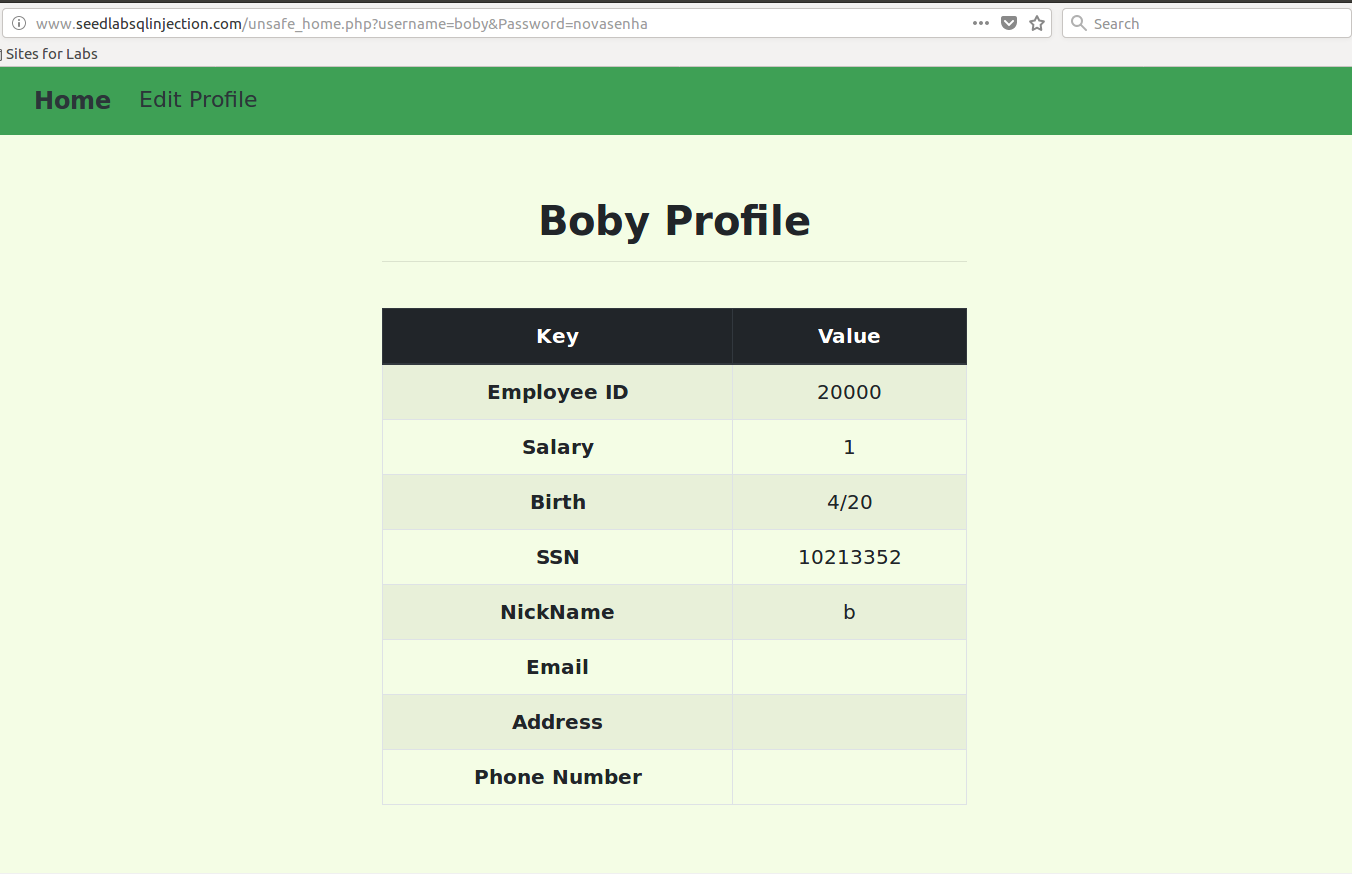 www.seedlabsqlinjection.com/unsafe_home.php?username=boby&Password=novasenha
Search
Sites for Labs
Home Edit Profile
Boby Profile
Key Value
Employee ID 20000
Salary 1
Birth 4/20
SSN 10213352
NickName b
Email
Address
Phone Number